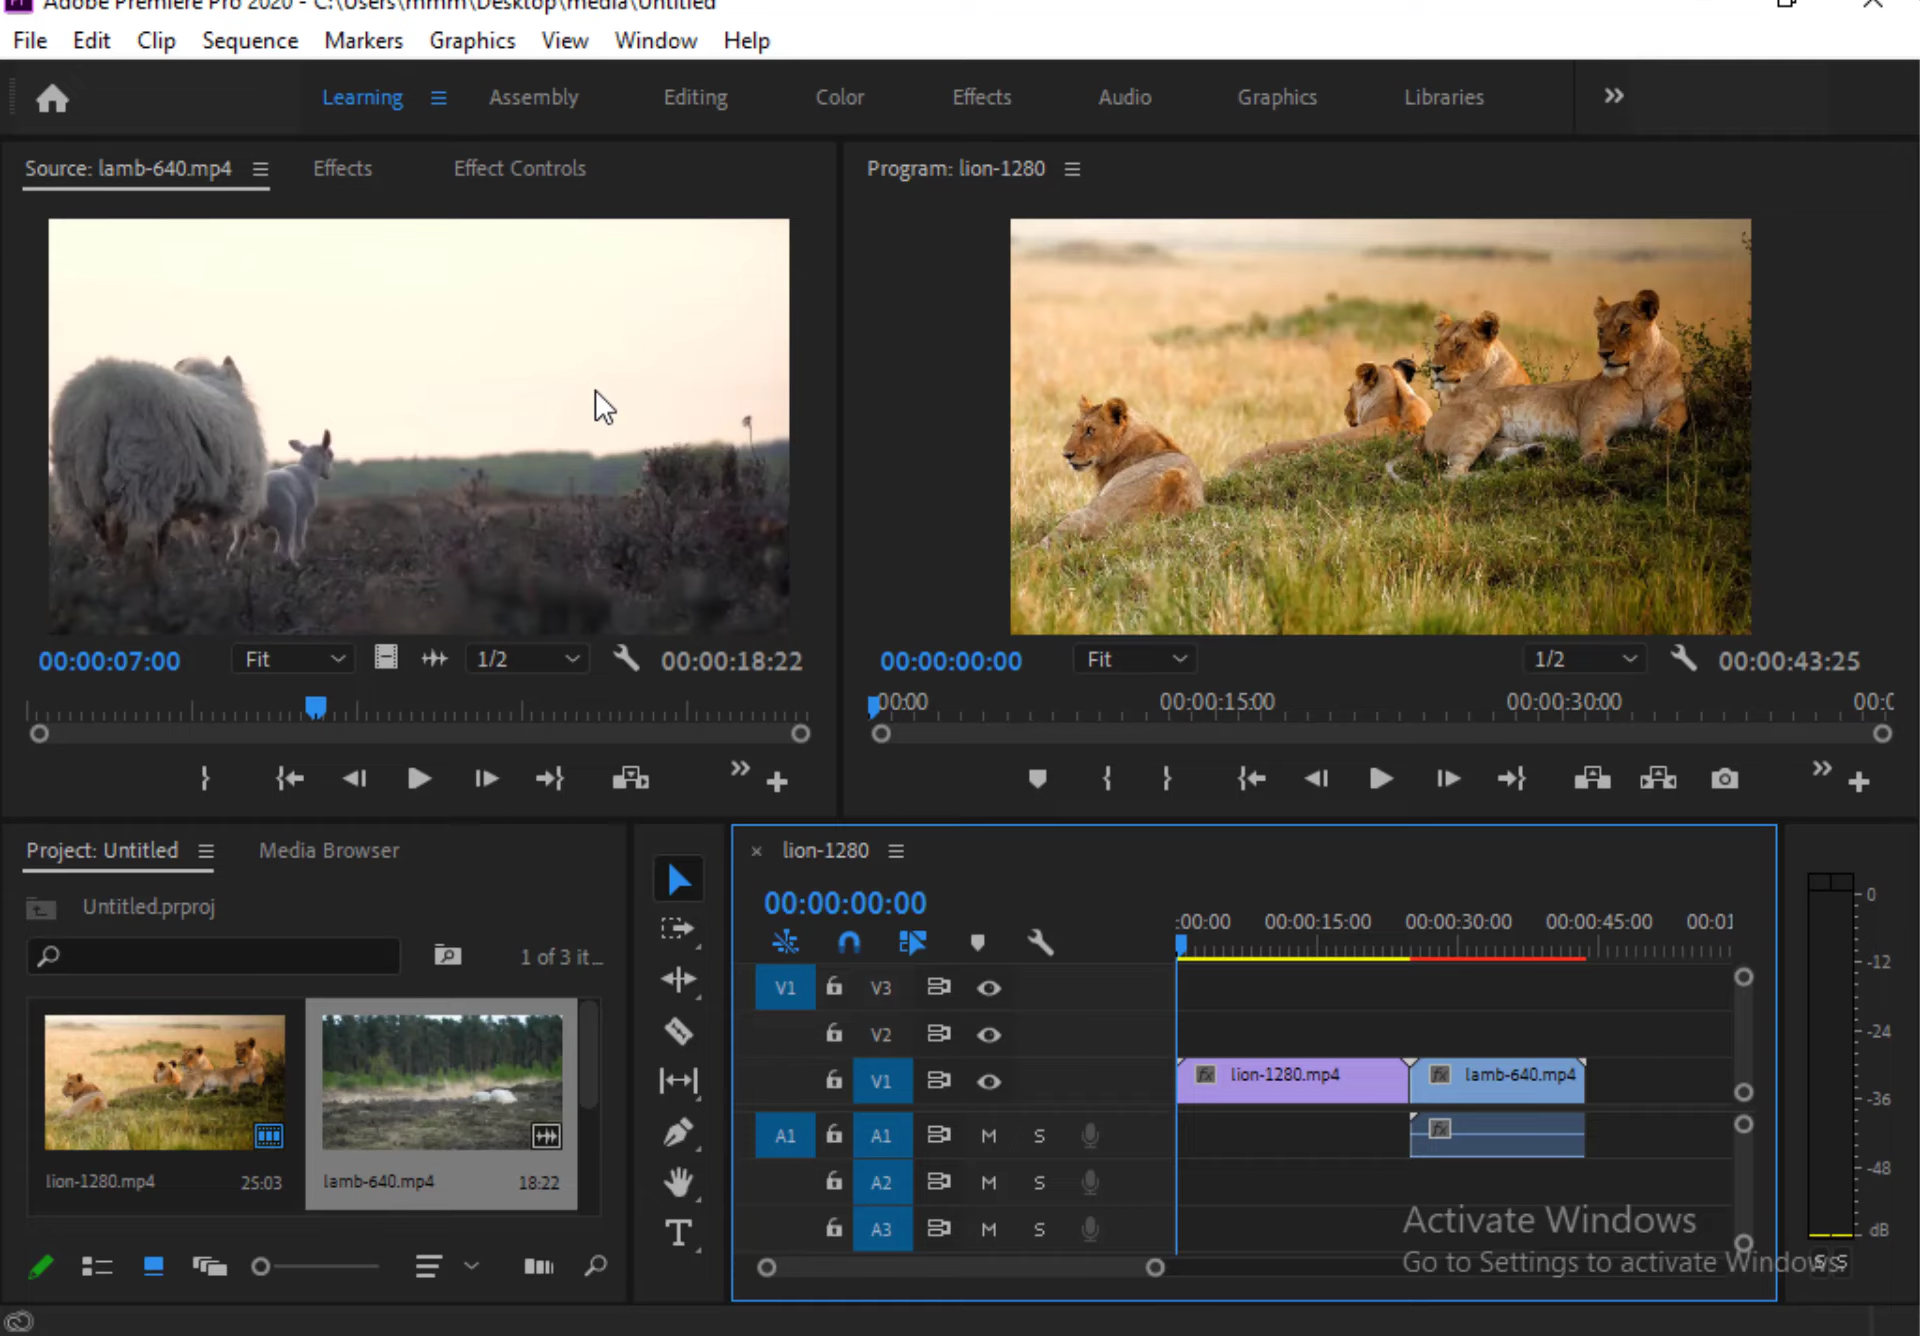 Adobe Premiere Pro 2020 - C:\Users\mmm\Desktop\media\Untitled
File Edit Clip Sequence Markers Graphics View Window Help
Learning Assembly Editing Color Effects Audio Graphics Libraries
Source: lamb-640.mp4 Effects Effect Controls
Program: lion-1280
00:00:07:00 Fit 1/2 00:00:18:22
00:00:00:00 Fit 1/2 00:00:43:25
00:00 00:00:15:00 00:00:30:00 00:0
Project: Untitled Media Browser
Untitled.prproj
1 of 3 it...
lion-1280.mp4 25:03
lamb-640.mp4 18:22
lion-1280
00:00:00:00
:00:00 00:00:15:00 00:00:30:00 00:00:45:00 00:01
V1 V3
V2
V1 fx lion-1280.mp4 fx lamb-640.mp4
A1 A1 M S fx
A2 M S
A3 M S
T
0
-12
-24
-36
-48
dB
S S
Activate Windows
Go to Settings to activate Windows.